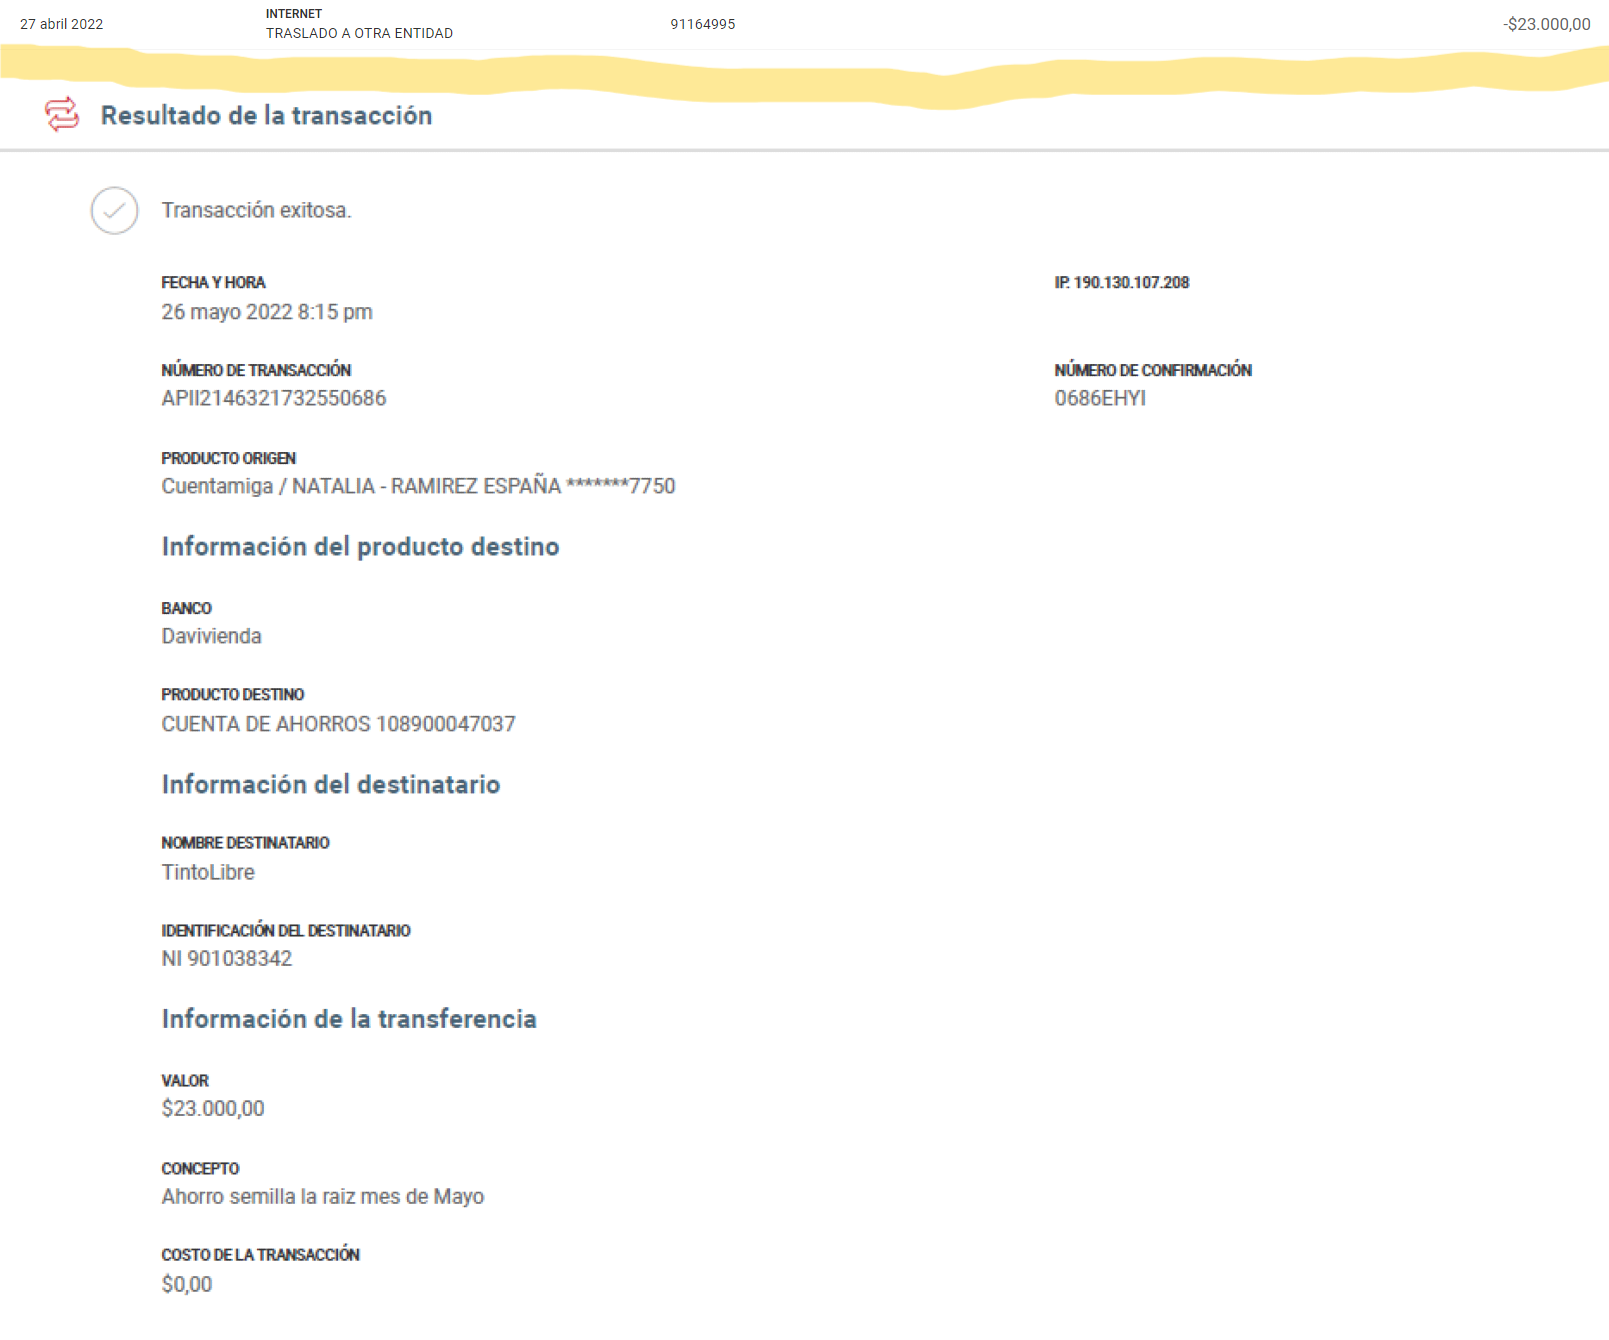 27 abril 2022
INTERNET
TRASLADO A OTRA ENTIDAD
91164995
-$23.000,00
Resultado de la transacción
Transacción exitosa.
FECHA Y HORA
26 mayo 2022 8:15 pm
IP. 190.130.107.208
NÚMERO DE TRANSACCIÓN
APII2146321732550686
NÚMERO DE CONFIRMACIÓN
0686EHYI
PRODUCTO ORIGEN
Cuentamiga / NATALIA - RAMIREZ ESPAÑA *******7750
Información del producto destino
BANCO
Davivienda
PRODUCTO DESTINO
CUENTA DE AHORROS 108900047037
Información del destinatario
NOMBRE DESTINATARIO
TintoLibre
IDENTIFICACIÓN DEL DESTINATARIO
NI 901038342
Información de la transferencia
VALOR
$23.000,00
CONCEPTO
Ahorro semilla la raiz mes de Mayo
COSTO DE LA TRANSACCIÓN
$0,00